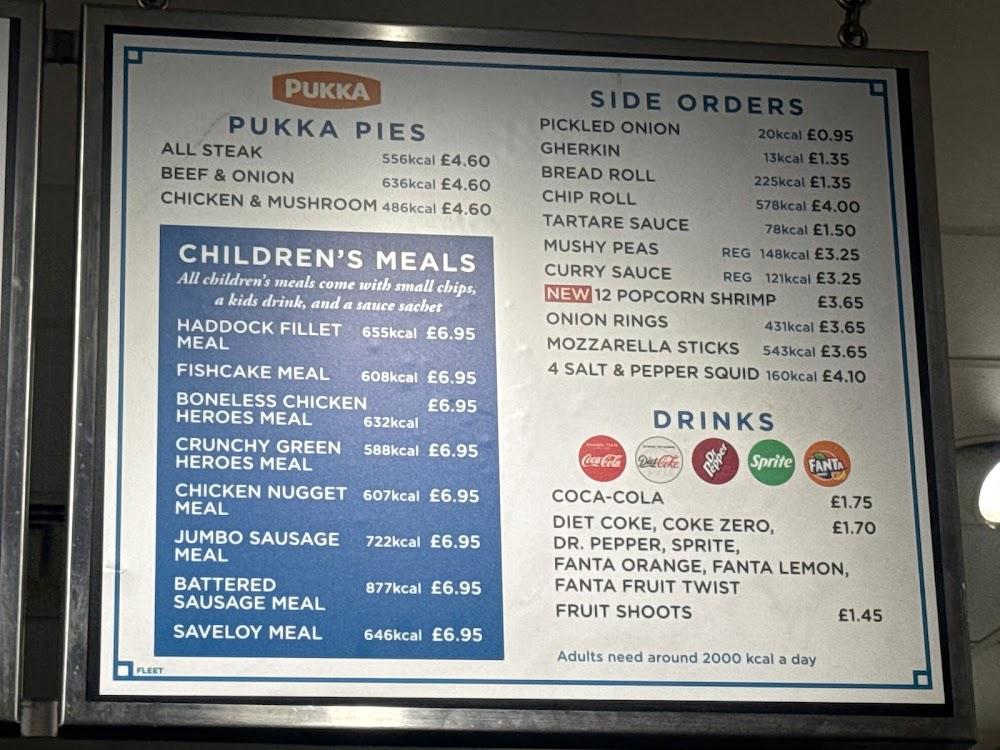 PUKKA
PUKKA PIES
ALL STEAK 556kcal £4.60
BEEF & ONION 636kcal £4.60
CHICKEN & MUSHROOM 486kcal £4.60
CHILDREN'S MEALS
All children's meals come with small chips,
a kids drink, and a sauce sachet
HADDOCK FILLET 655kcal £6.95
MEAL
FISHCAKE MEAL 608kcal £6.95
BONELESS CHICKEN £6.95
HEROES MEAL 632kcal
CRUNCHY GREEN 588kcal £6.95
HEROES MEAL
CHICKEN NUGGET 607kcal £6.95
MEAL
JUMBO SAUSAGE 722kcal £6.95
MEAL
BATTERED 877kcal £6.95
SAUSAGE MEAL
SAVELOY MEAL 646kcal £6.95
FLEET
SIDE ORDERS
PICKLED ONION 20kcal £0.95
GHERKIN 13kcal £1.35
BREAD ROLL 225kcal £1.35
CHIP ROLL 578kcal £4.00
TARTARE SAUCE 78kcal £1.50
MUSHY PEAS REG 148kcal £3.25
CURRY SAUCE REG 121kcal £3.25
NEW 12 POPCORN SHRIMP £3.65
ONION RINGS 431kcal £3.65
MOZZARELLA STICKS 543kcal £3.65
4 SALT & PEPPER SQUID 160kcal £4.10
DRINKS
Coca-Cola Diet Coke Dr Pepper Sprite FANTA
COCA-COLA £1.75
DIET COKE, COKE ZERO, £1.70
DR. PEPPER, SPRITE,
FANTA ORANGE, FANTA LEMON,
FANTA FRUIT TWIST
FRUIT SHOOTS £1.45
Adults need around 2000 kcal a day